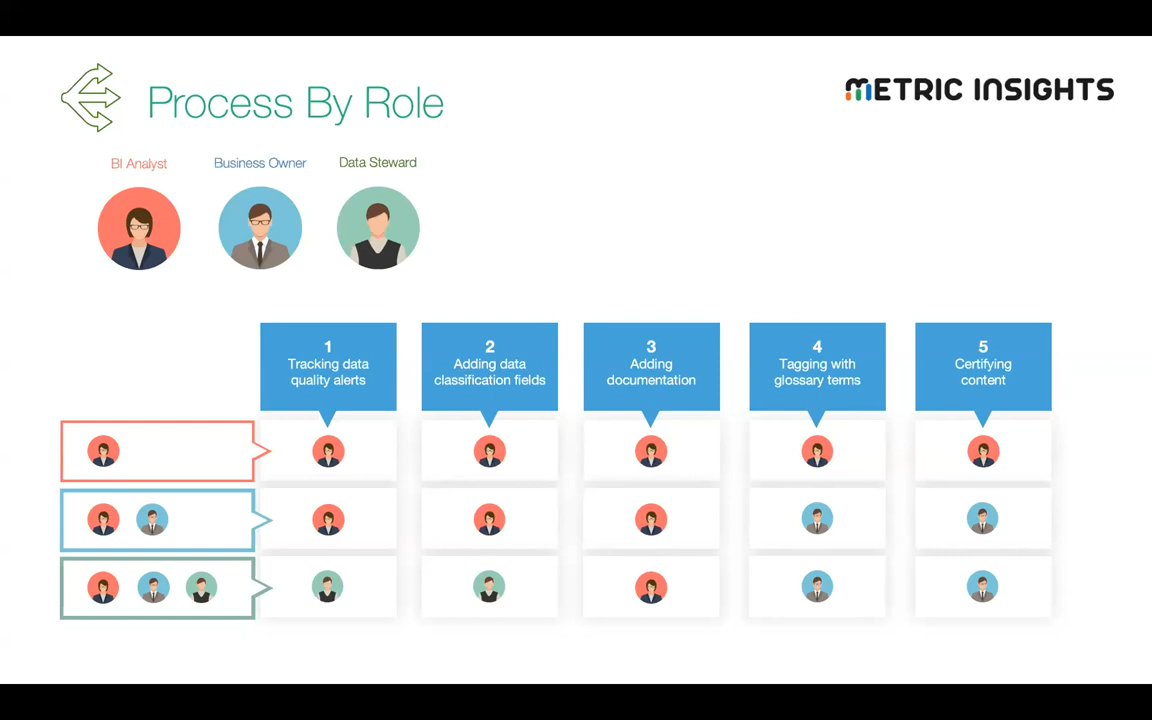 Process By Role
METRIC INSIGHTS
BI Analyst
Business Owner
Data Steward
1
Tracking data
quality alerts
2
Adding data
classification fields
3
Adding
documentation
4
Tagging with
glossary terms
5
Certifying
content